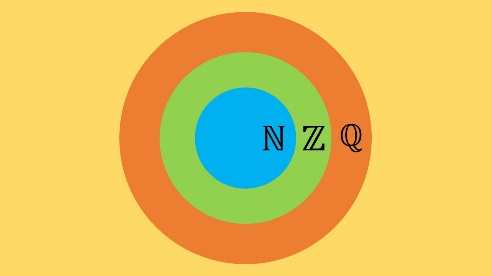 ℕ ℤ ℚ